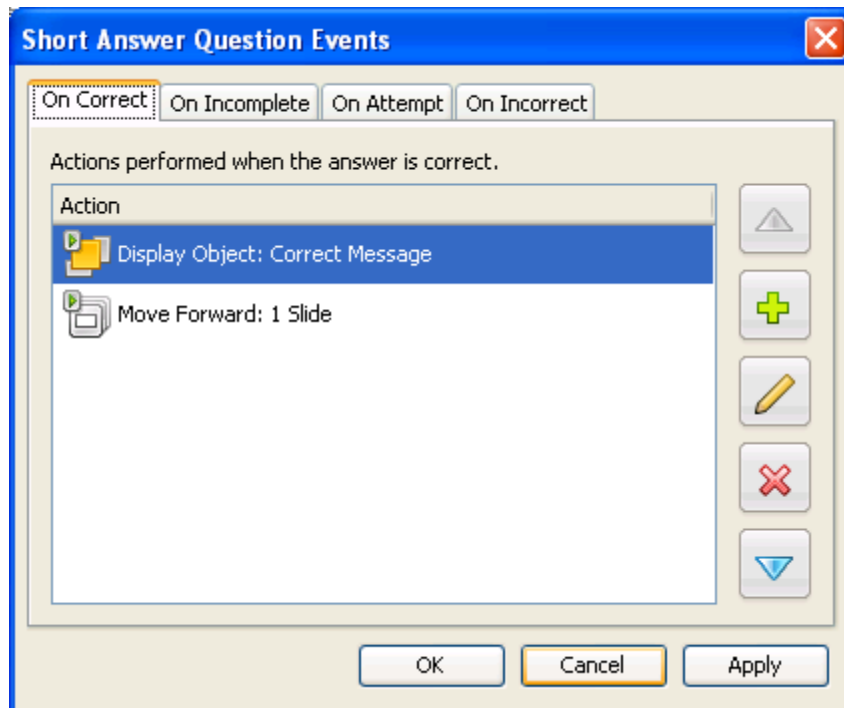 Short Answer Question Events
On Correct On Incomplete On Attempt On Incorrect
Actions performed when the answer is correct.
Action
Display Object: Correct Message
Move Forward: 1 Slide
OK Cancel Apply